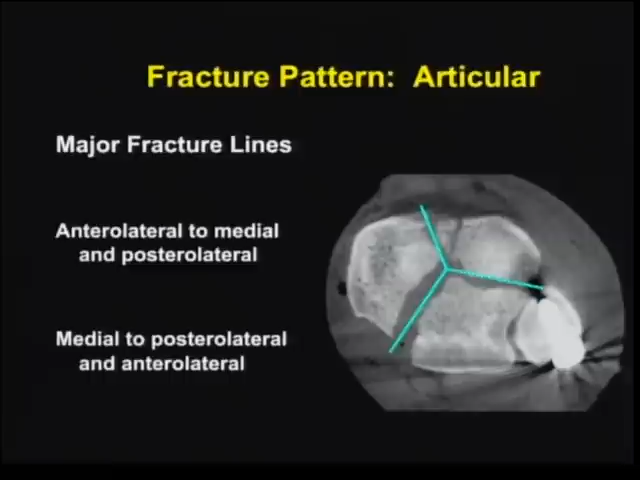 Fracture Pattern: Articular
Major Fracture Lines
Anterolateral to medial
and posterolateral
Medial to posterolateral
and anterolateral